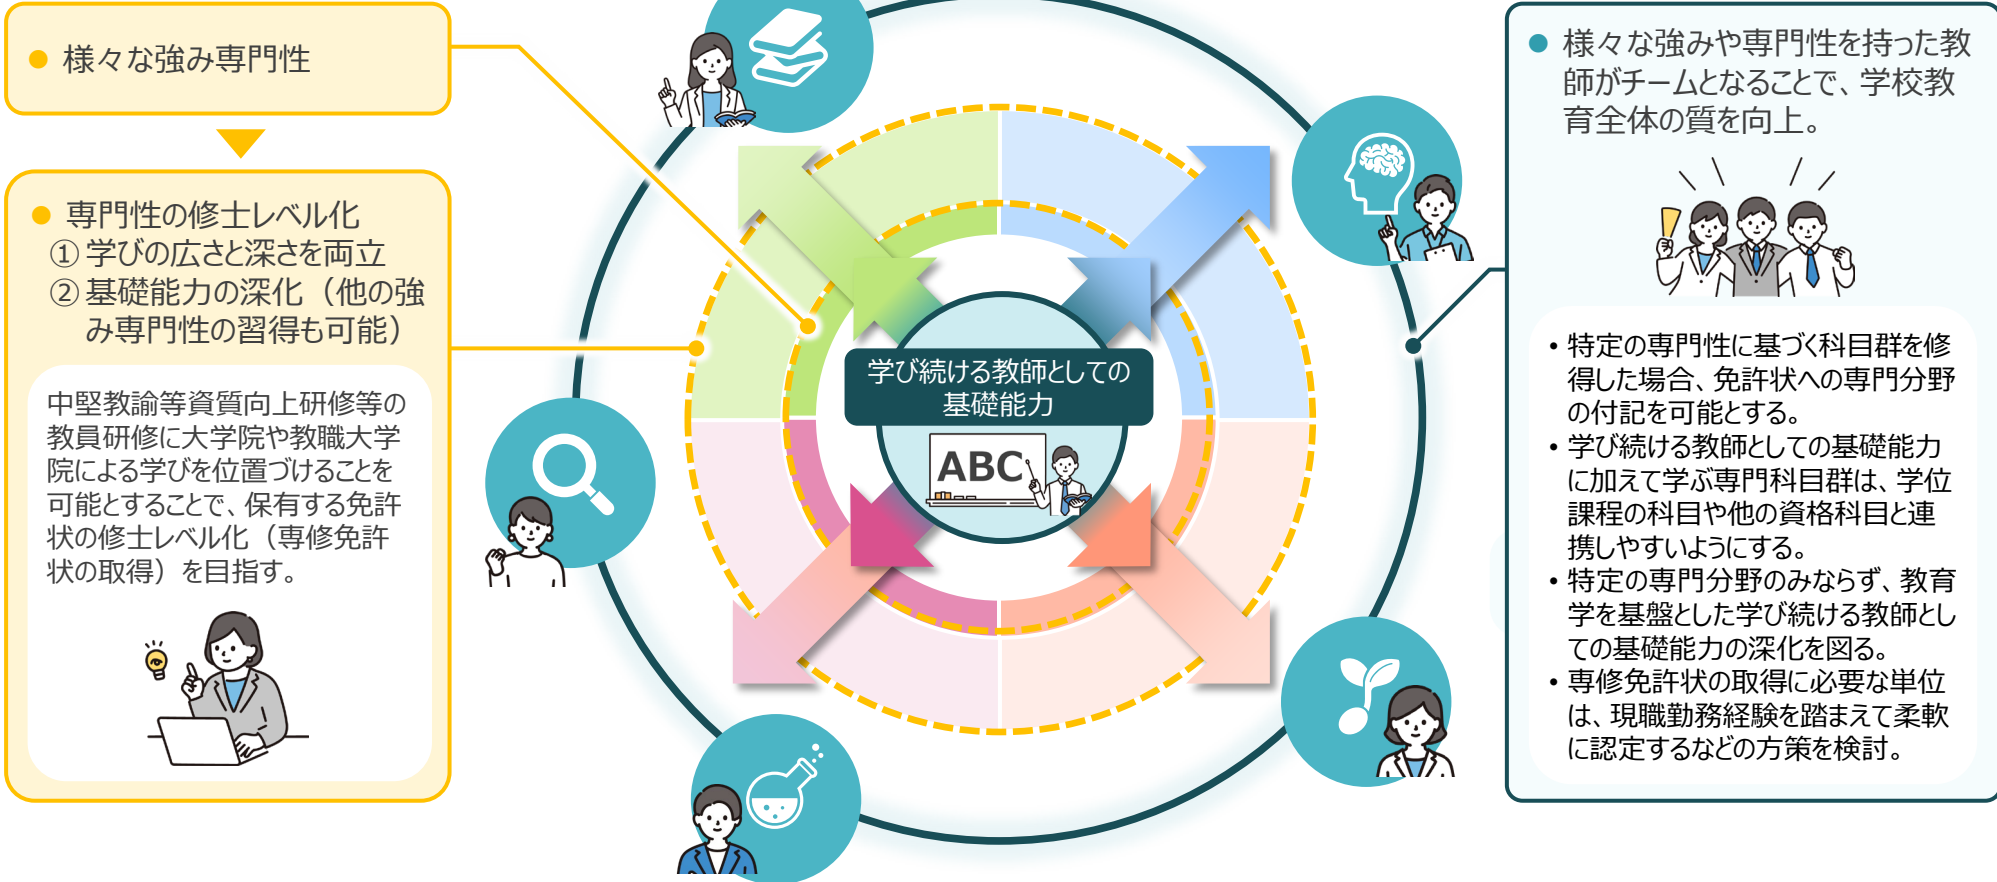 ● 様々な強み専門性
● 専門性の修士レベル化
① 学びの広さと深さを両立
② 基礎能力の深化（他の強
み専門性の習得も可能）
中堅教諭等資質向上研修等の
教員研修に大学院や教職大学
院による学びを位置づけることを
可能とすることで、保有する免許
状の修士レベル化（専修免許
状の取得）を目指す。
学び続ける教師としての
基礎能力
ABC
● 様々な強みや専門性を持った教
師がチームとなることで、学校教
育全体の質を向上。
• 特定の専門性に基づく科目群を修
得した場合、免許状への専門分野
の付記を可能とする。
• 学び続ける教師としての基礎能力
に加えて学ぶ専門科目群は、学位
課程の科目や他の資格科目と連
携しやすいようにする。
• 特定の専門分野のみならず、教育
学を基盤とした学び続ける教師とし
ての基礎能力の深化を図る。
• 専修免許状の取得に必要な単位
は、現職勤務経験を踏まえて柔軟
に認定するなどの方策を検討。